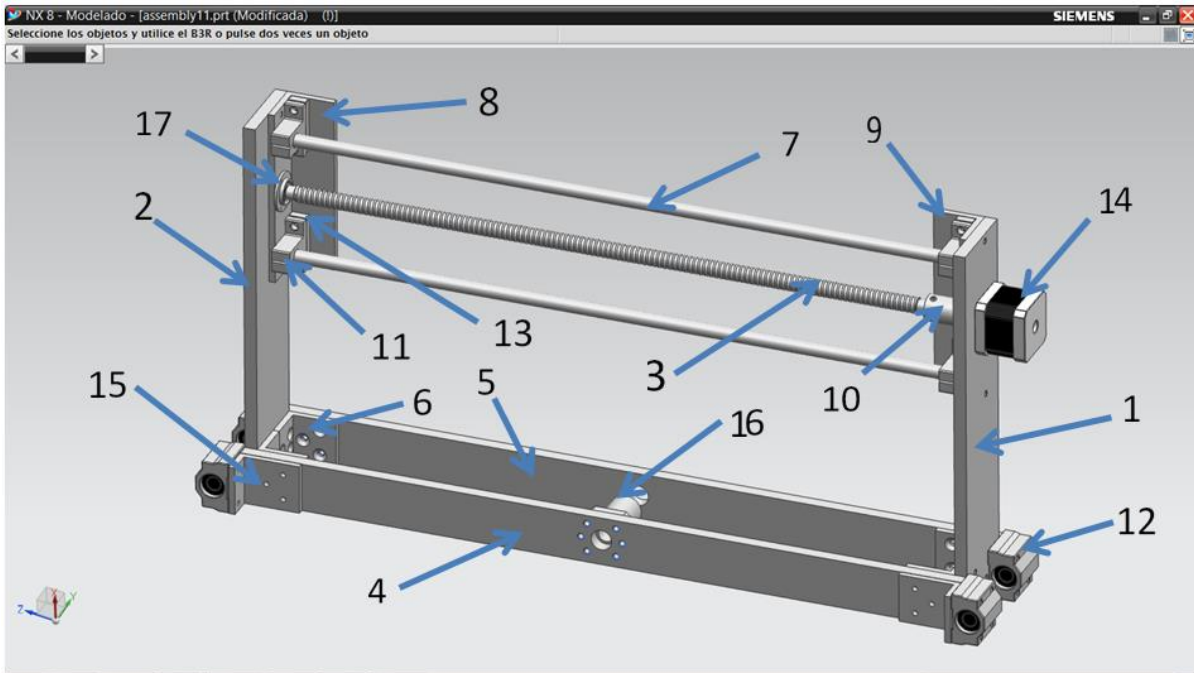 NX 8 - Modelado - [assembly11.prt (Modificada)   (!)]
SIEMENS
Seleccione los objetos y utilice el B3R o pulse dos veces un objeto
8
17
7
9
14
2
11
13
3
10
15
6
5
16
1
12
4
X
Y
Z